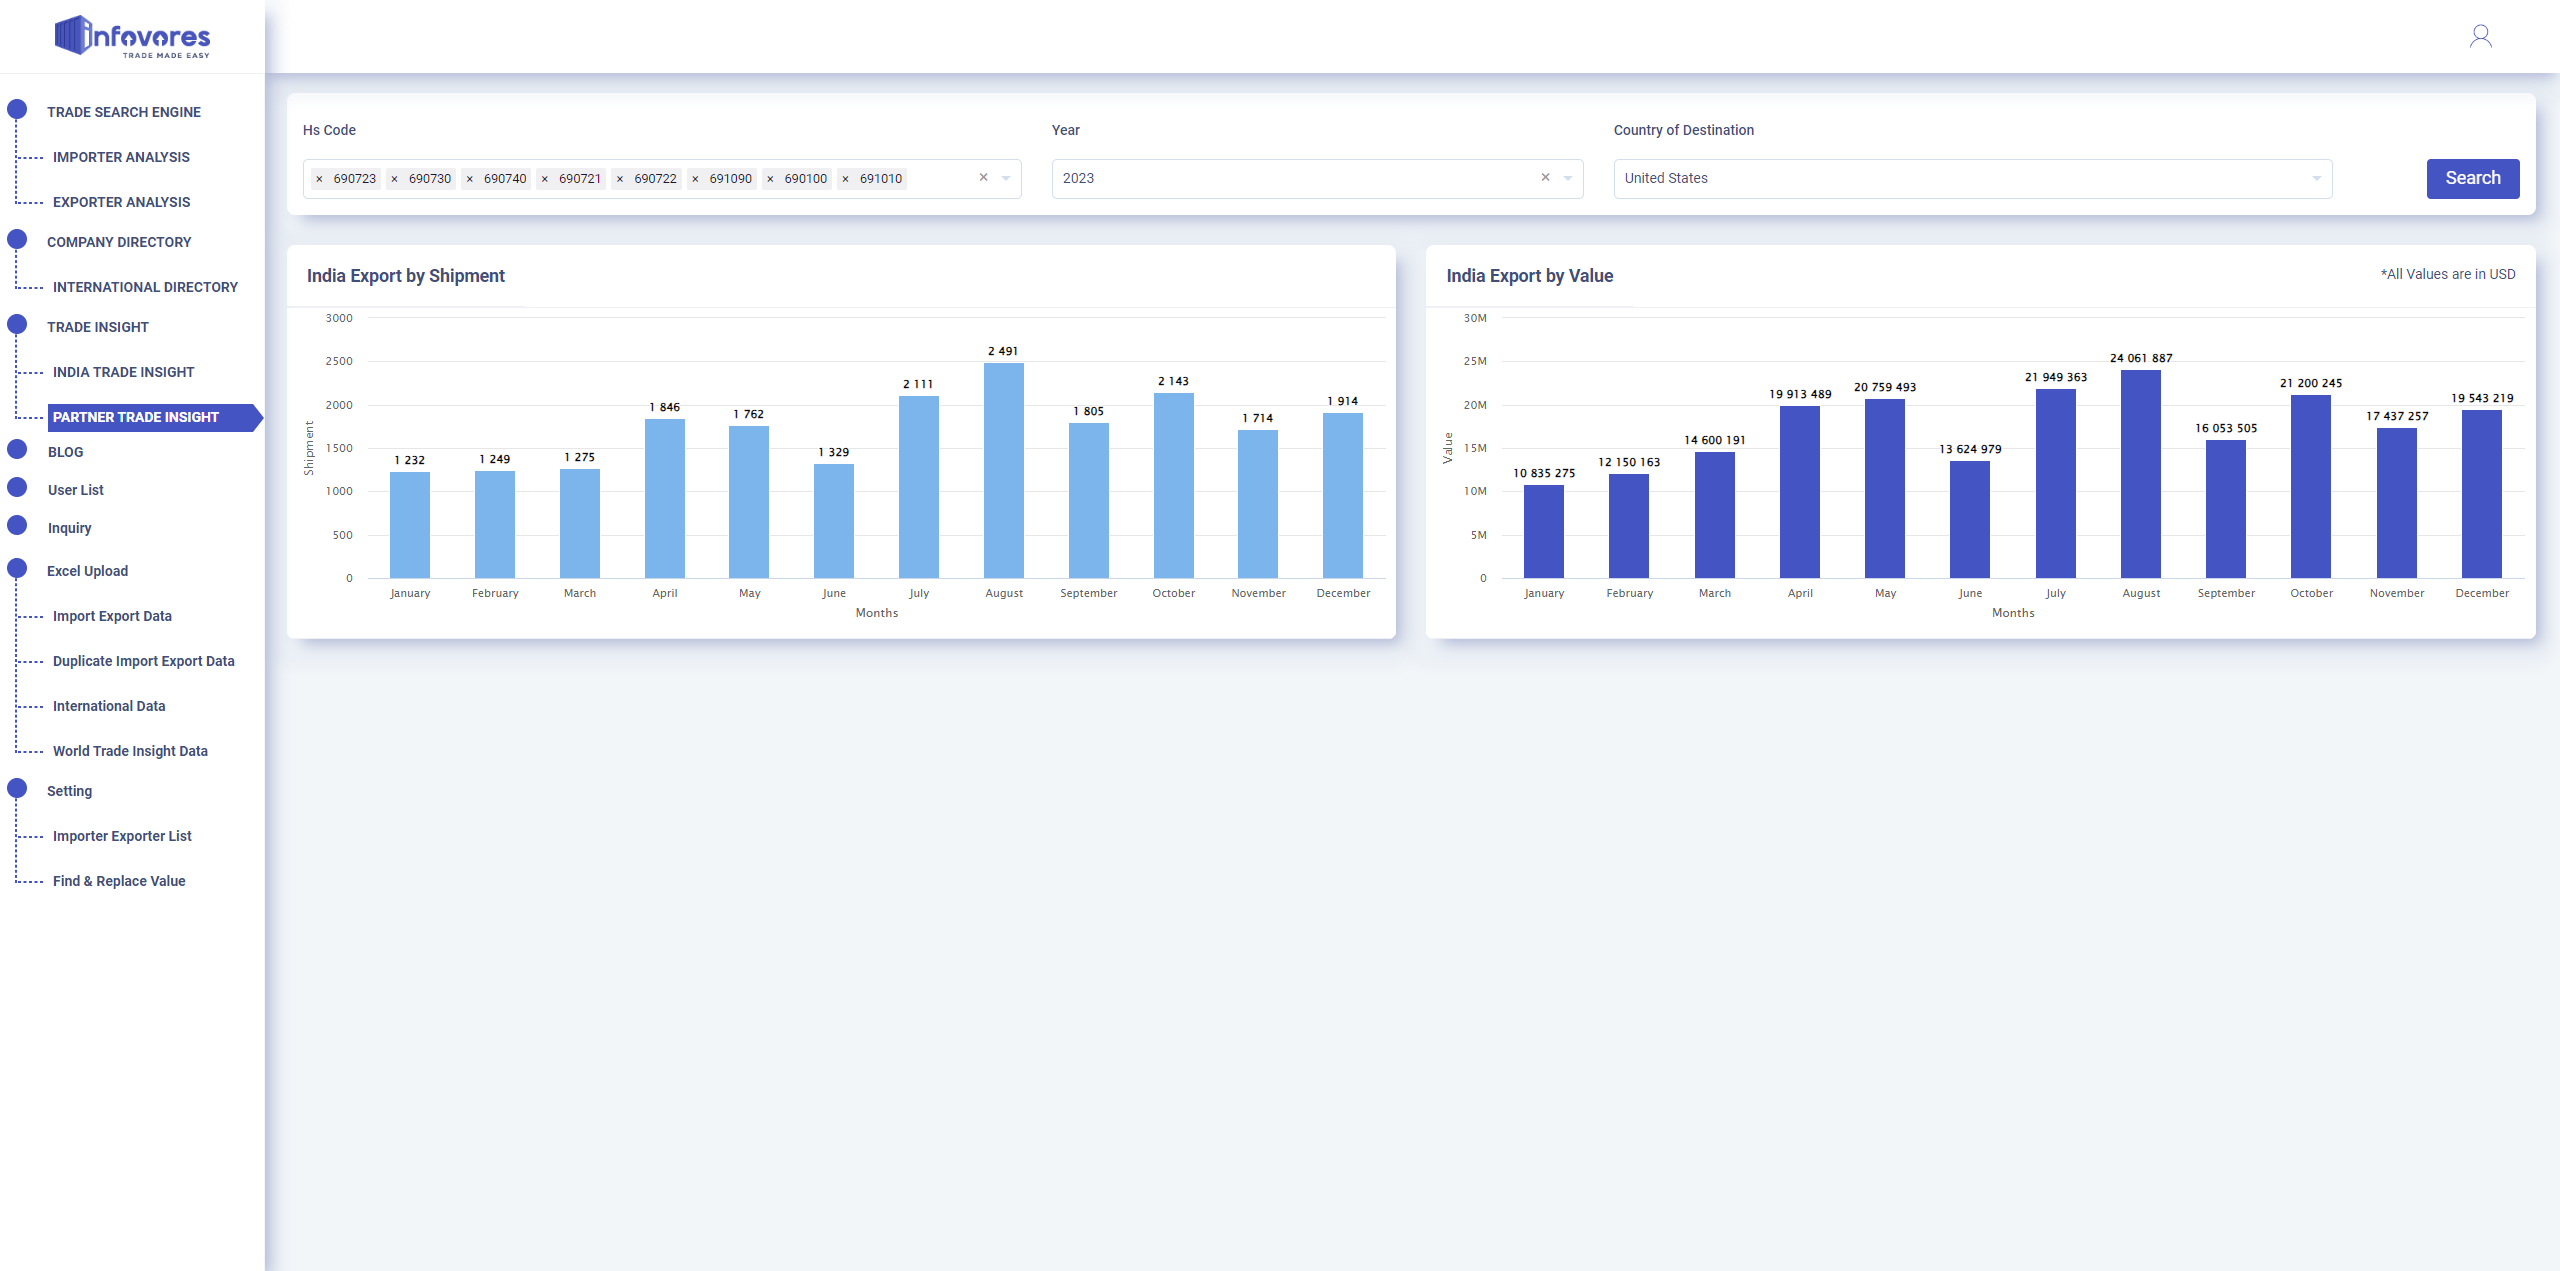 infovores
TRADE MADE EASY
TRADE SEARCH ENGINE
IMPORTER ANALYSIS
EXPORTER ANALYSIS
COMPANY DIRECTORY
INTERNATIONAL DIRECTORY
TRADE INSIGHT
INDIA TRADE INSIGHT
PARTNER TRADE INSIGHT
BLOG
User List
Inquiry
Excel Upload
Import Export Data
Duplicate Import Export Data
International Data
World Trade Insight Data
Setting
Importer Exporter List
Find & Replace Value
Hs Code
× 690723 × 690730 × 690740 × 690721 × 690722 × 691090 × 690100 × 691010 ×
Year
2023 ×
Country of Destination
United States
Search
India Export by Shipment
3000
2500
2000
1500
1000
500
0
Shipment
1 232
1 249
1 275
1 846
1 762
1 329
2 111
2 491
1 805
2 143
1 714
1 914
January February March April May June July August September October November December
Months
India Export by Value
*All Values are in USD
30M
25M
20M
15M
10M
5M
0
Value
10 835 275
12 150 163
14 600 191
19 913 489
20 759 493
13 624 979
21 949 363
24 061 887
16 053 505
21 200 245
17 437 257
19 543 219
January February March April May June July August September October November December
Months